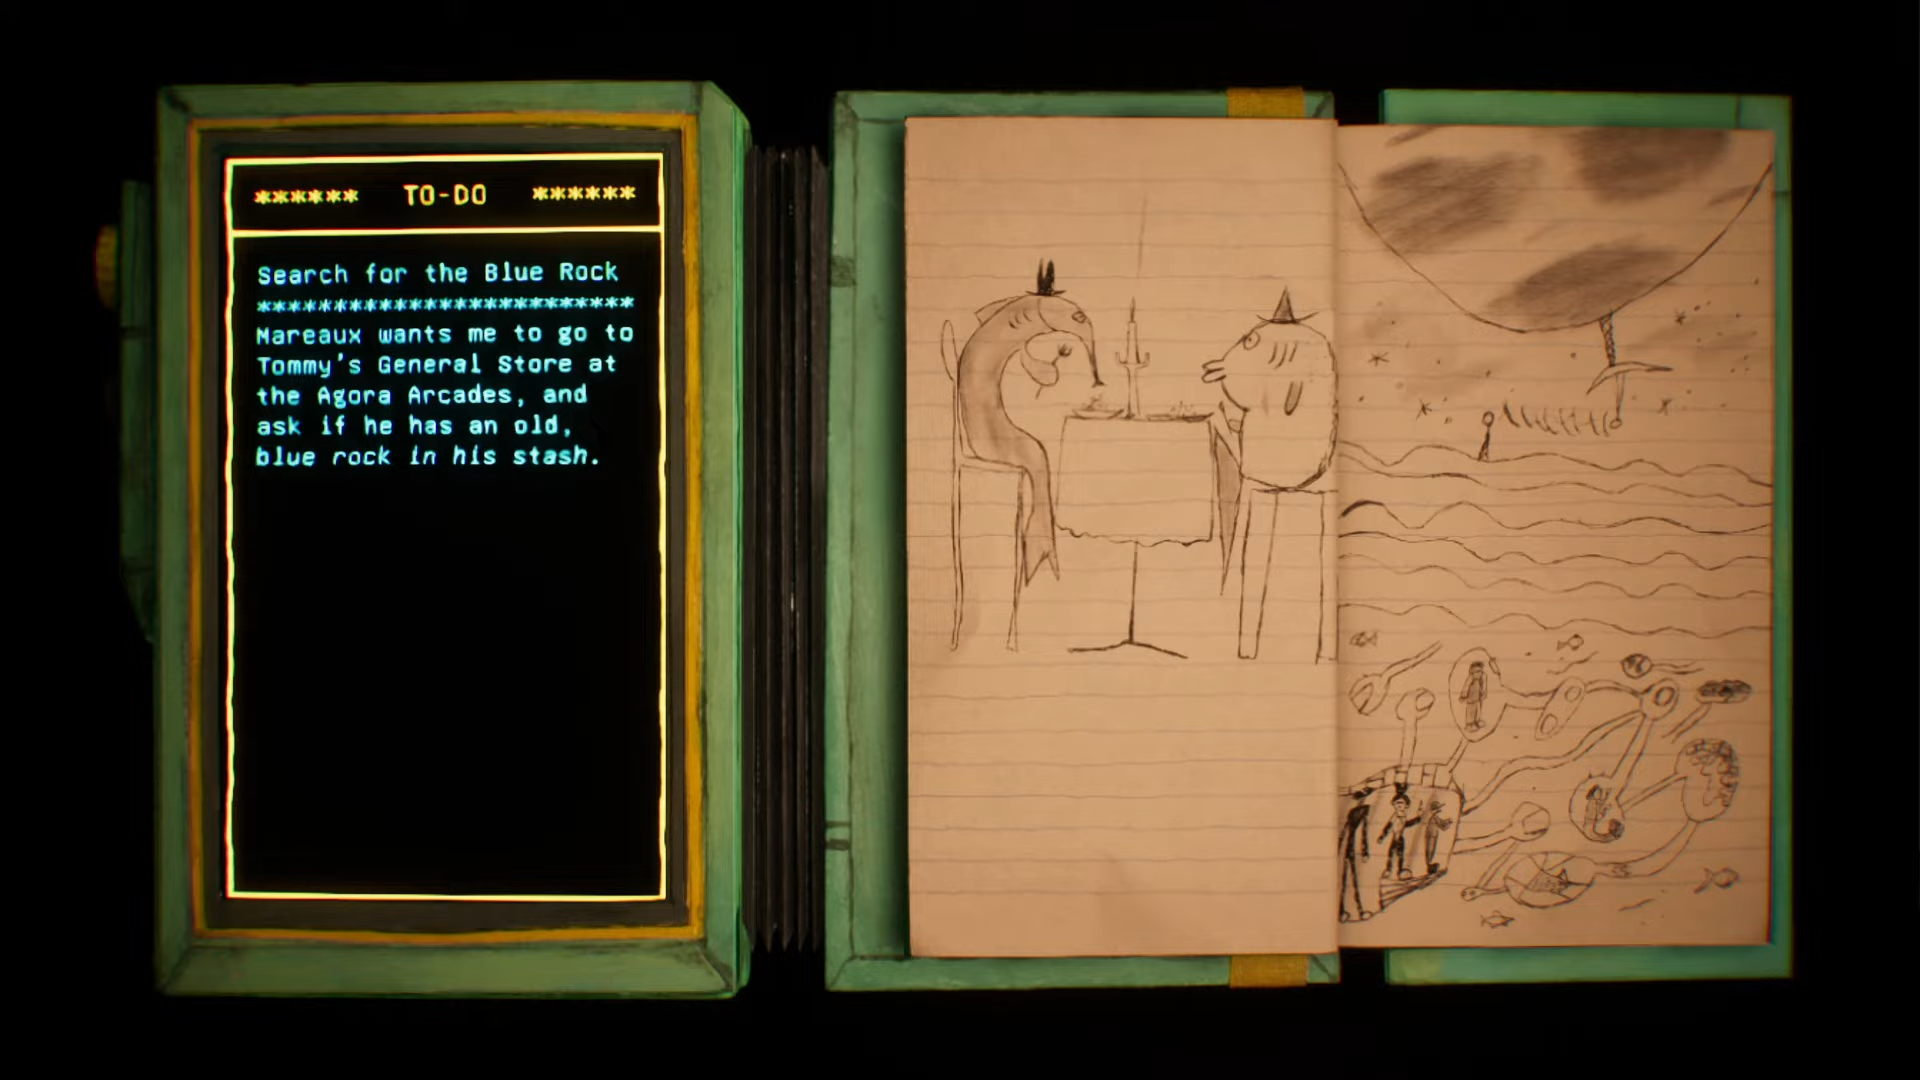 ****** TO-DO ******
Search for the Blue Rock
*************************
Mareaux wants me to go to
Tommy's General Store at
the Agora Arcades, and
ask if he has an old,
blue rock in his stash.